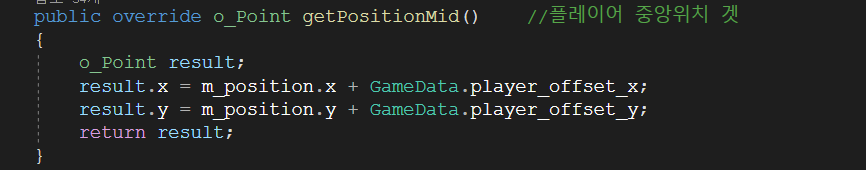 public override o_Point getPositionMid()    //플레이어 중앙위치 겟
{
    o_Point result;
    result.x = m_position.x + GameData.player_offset_x;
    result.y = m_position.y + GameData.player_offset_y;
    return result;
}